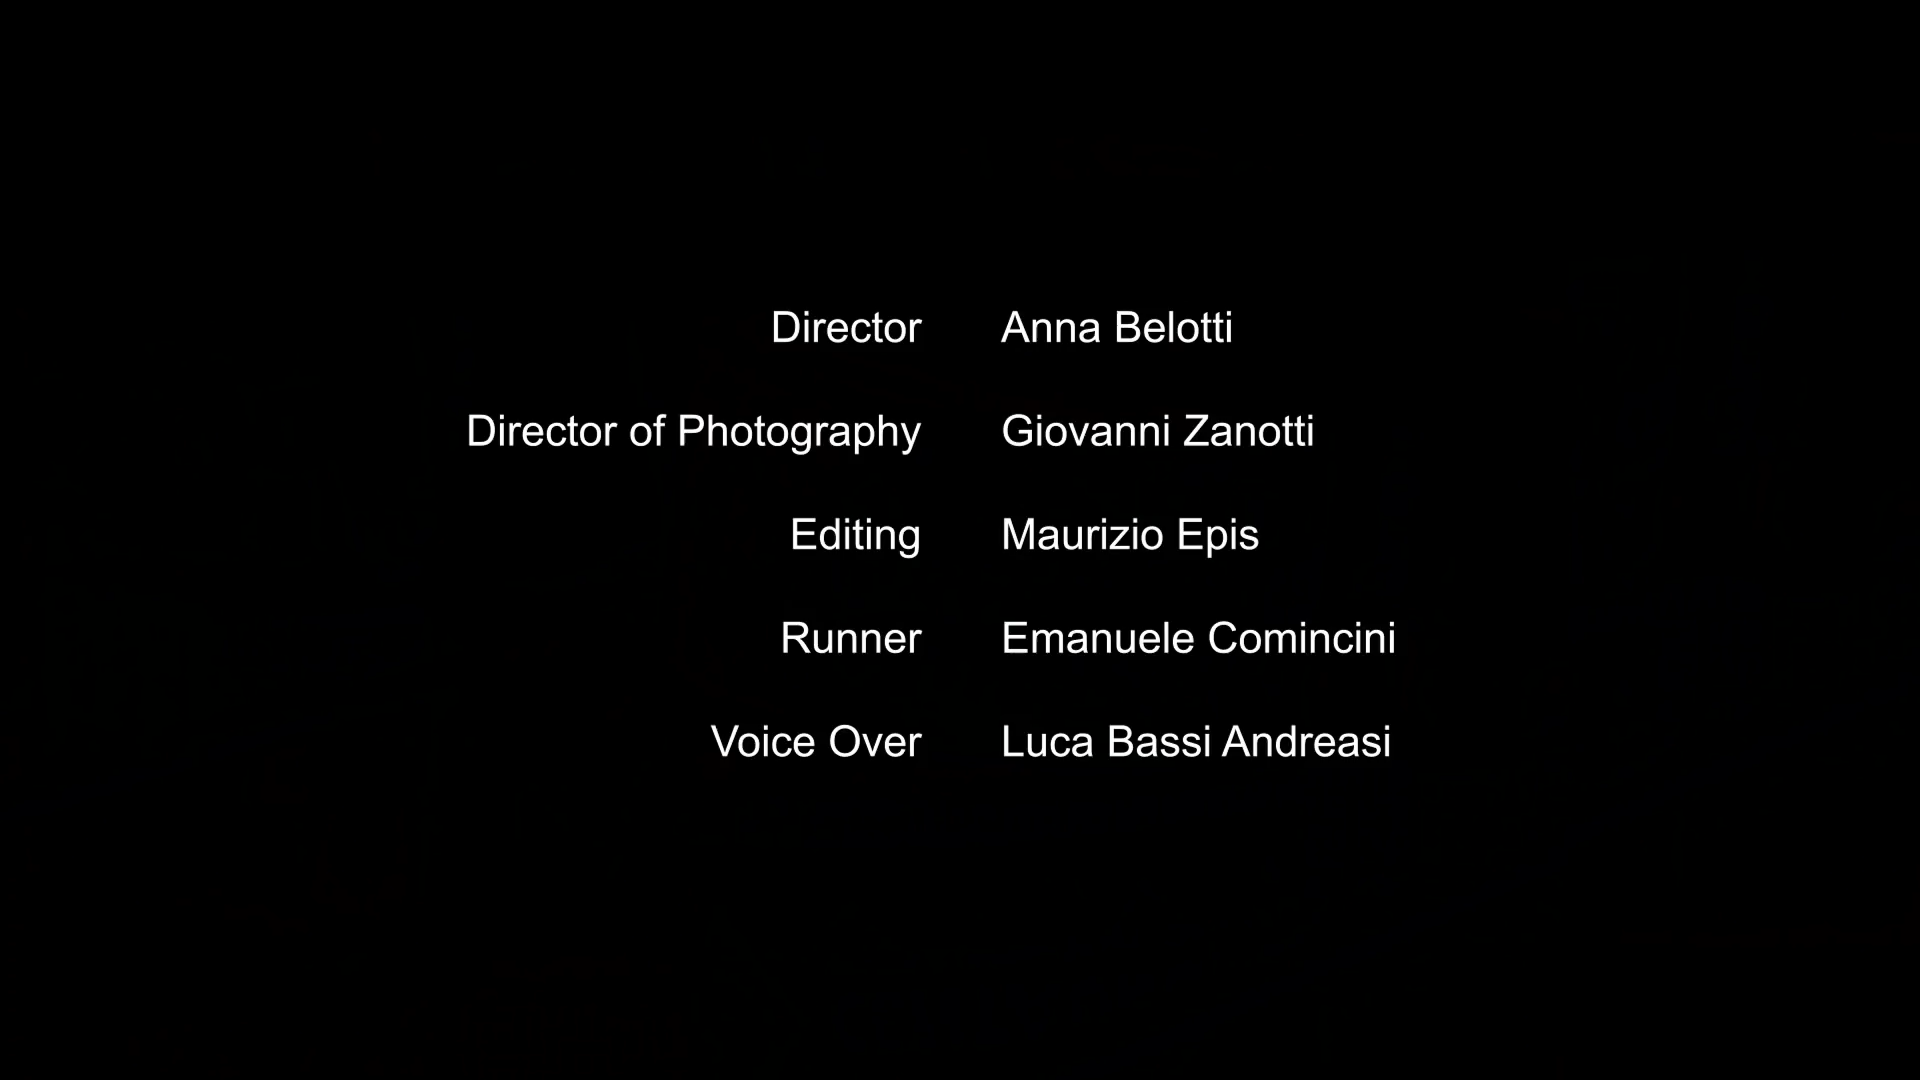 Director Anna Belotti
Director of Photography Giovanni Zanotti
Editing Maurizio Epis
Runner Emanuele Comincini
Voice Over Luca Bassi Andreasi